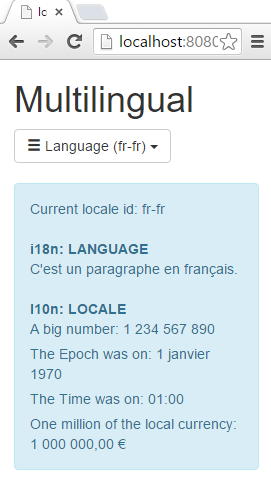 lc
localhost:8080
Multilingual
Language (fr-fr)
Current locale id: fr-fr
i18n: LANGUAGE
C'est un paragraphe en français.
l10n: LOCALE
A big number: 1 234 567 890
The Epoch was on: 1 janvier
1970
The Time was on: 01:00
One million of the local currency:
1 000 000,00 €